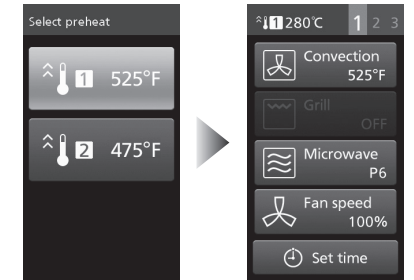 Select preheat
1 525°F
2 475°F
1 280°C 1 2 3
Convection
525°F
Grill
OFF
Microwave
P6
Fan speed
100%
Set time